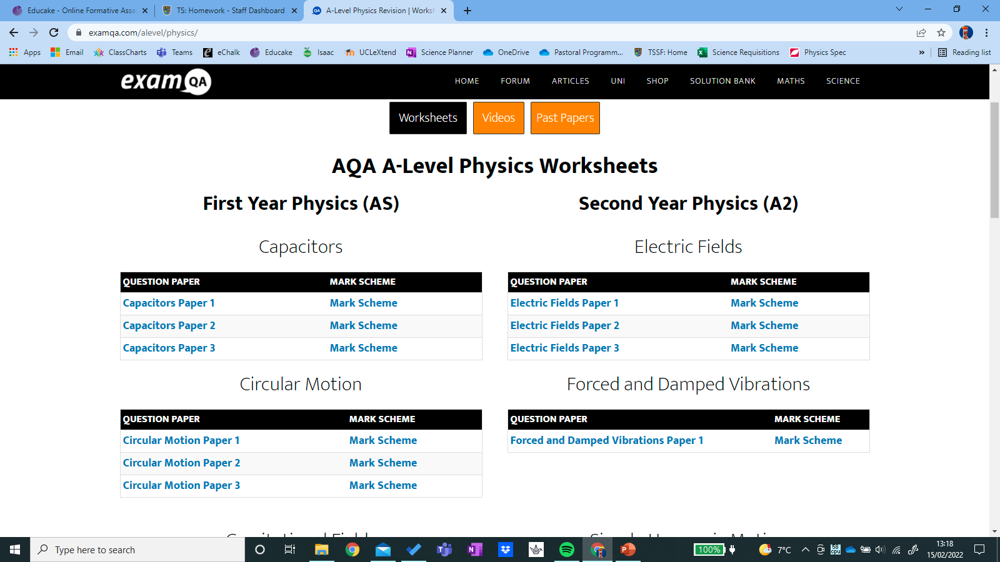 Educake - Online Formative Asse
TS: Homework - Staff Dashboard
A-Level Physics Revision | Works
examqa.com/alevel/physics/
Apps Email ClassCharts Teams eChalk Educake Isaac UCLeXtend Science Planner OneDrive Pastoral Programm... TSSF: Home Science Requisitions Physics Spec » Reading list
exam QA HOME FORUM ARTICLES UNI SHOP SOLUTION BANK MATHS SCIENCE
Worksheets Videos Past Papers
AQA A-Level Physics Worksheets
First Year Physics (AS)
Capacitors
QUESTION PAPER MARK SCHEME
Capacitors Paper 1 Mark Scheme
Capacitors Paper 2 Mark Scheme
Capacitors Paper 3 Mark Scheme
Circular Motion
QUESTION PAPER MARK SCHEME
Circular Motion Paper 1 Mark Scheme
Circular Motion Paper 2 Mark Scheme
Circular Motion Paper 3 Mark Scheme
Second Year Physics (A2)
Electric Fields
QUESTION PAPER MARK SCHEME
Electric Fields Paper 1 Mark Scheme
Electric Fields Paper 2 Mark Scheme
Electric Fields Paper 3 Mark Scheme
Forced and Damped Vibrations
QUESTION PAPER MARK SCHEME
Forced and Damped Vibrations Paper 1 Mark Scheme
Type here to search
100%
7°C
13:18
15/02/2022